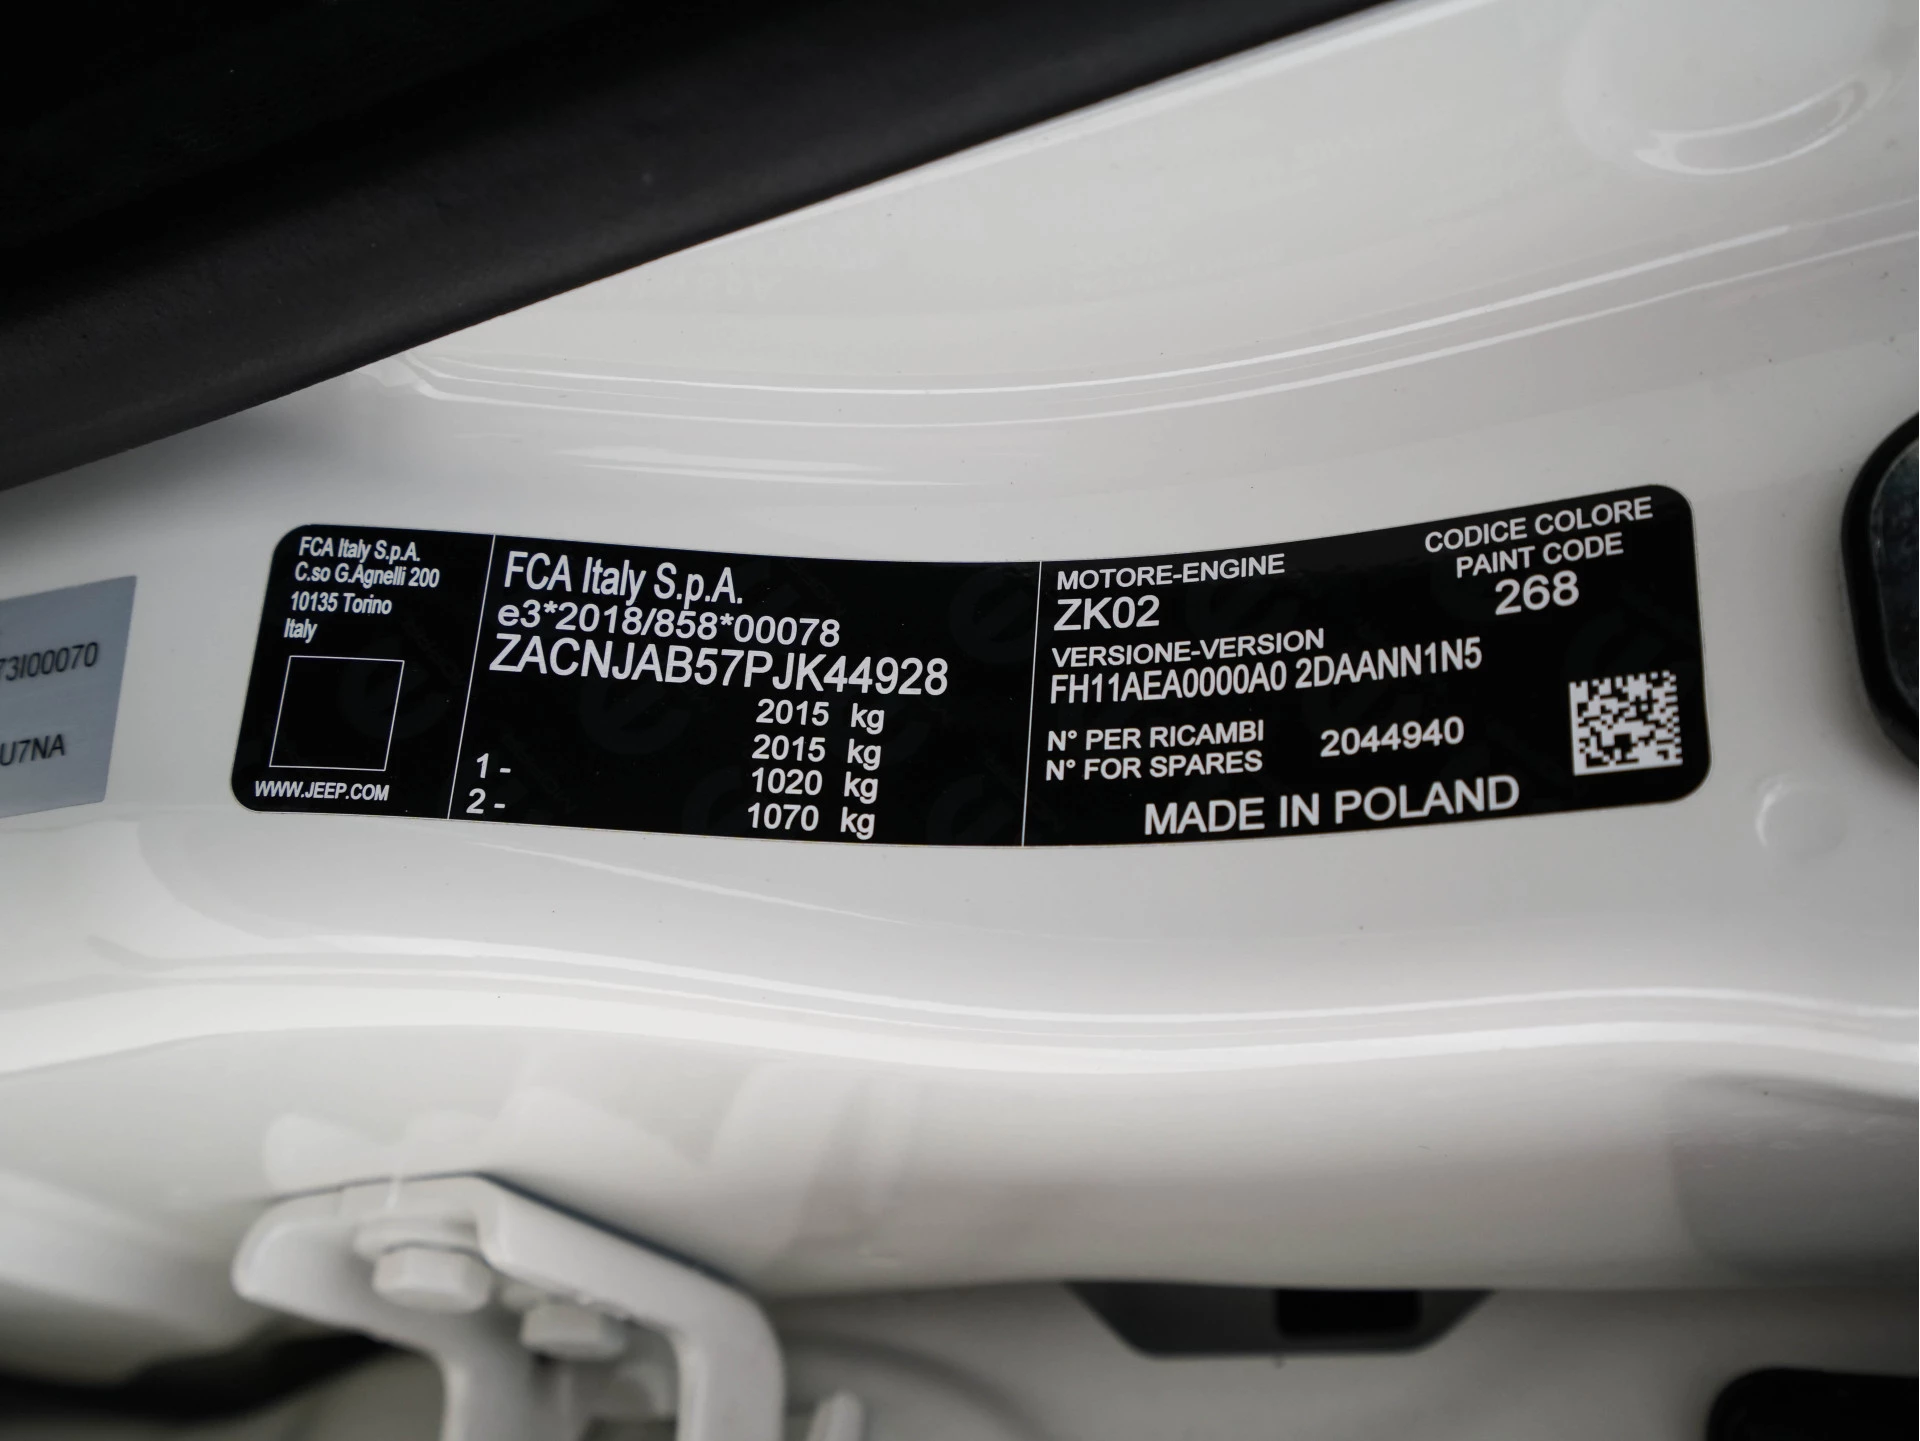 73I00070
U7NA
FCA Italy S.p.A.
C.so G.Agnelli 200
10135 Torino
Italy
WWW.JEEP.COM
FCA Italy S.p.A.
e3*2018/858*00078
ZACNJAB57PJK44928
2015 kg
2015 kg
1 - 1020 kg
2 - 1070 kg
MOTORE-ENGINE
ZK02
CODICE COLORE
PAINT CODE
268
VERSIONE-VERSION
FH11AEA0000A0 2DAANN1N5
N° PER RICAMBI
N° FOR SPARES
2044940
MADE IN POLAND